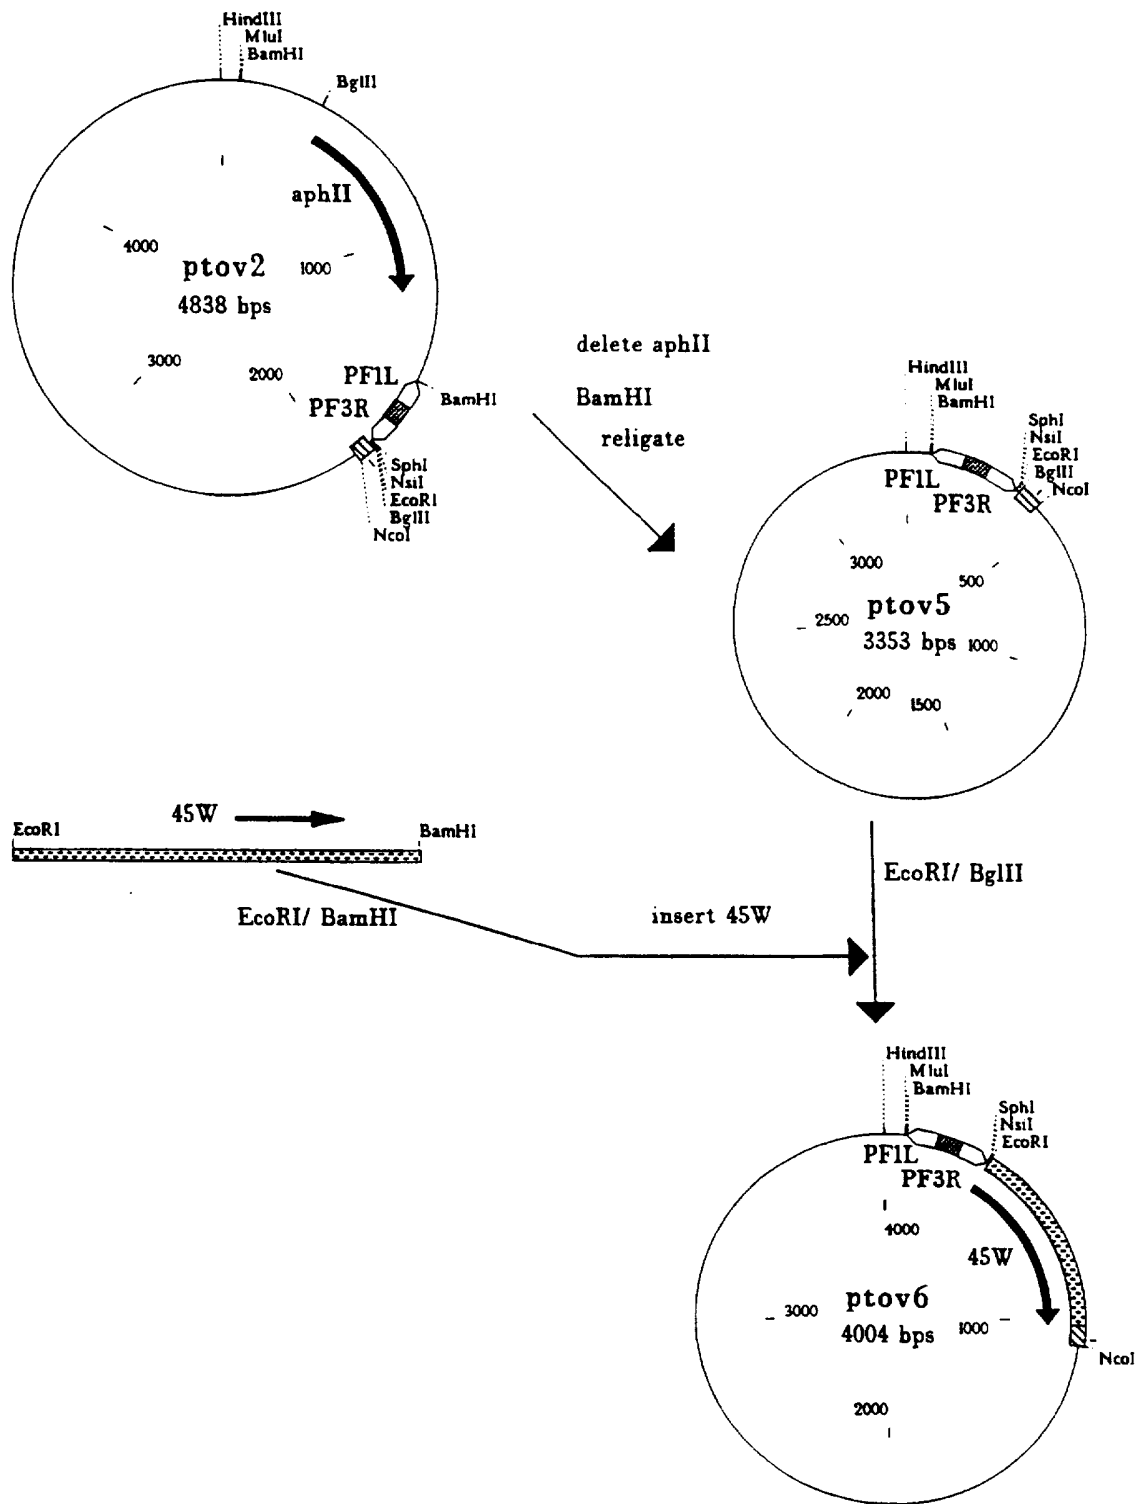 HindIII
MluI
BamHI
BglII
aphII
4000
1000
ptov2
4838 bps
3000
2000
PF1L
PF3R
BamHI
SphI
NsiI
EcoRI
BglII
NcoI
delete aphII
BamHI
religate
HindIII
MluI
BamHI
SphI
NsiI
EcoRI
BglII
NcoI
PF1L
PF3R
3000
500
ptov5
2500
3353 bps
1000
2000
1500
45W
EcoRI
BamHI
EcoRI/ BamHI
insert 45W
EcoRI/ BglII
HindIII
MluI
BamHI
SphI
NsiI
EcoRI
PF1L
PF3R
4000
45W
ptov6
3000
4004 bps
1000
2000
NcoI